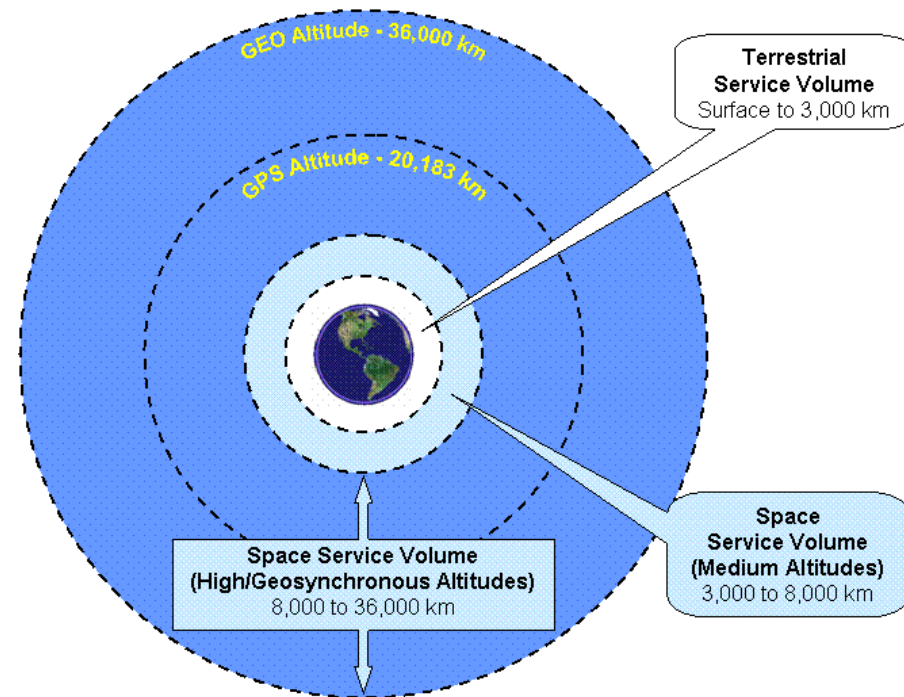 GEO Altitude - 36,000 km
GPS Altitude - 20,183 km
Terrestrial
Service Volume
Surface to 3,000 km
Space
Service Volume
(Medium Altitudes)
3,000 to 8,000 km
Space Service Volume
(High/Geosynchronous Altitudes)
8,000 to 36,000 km